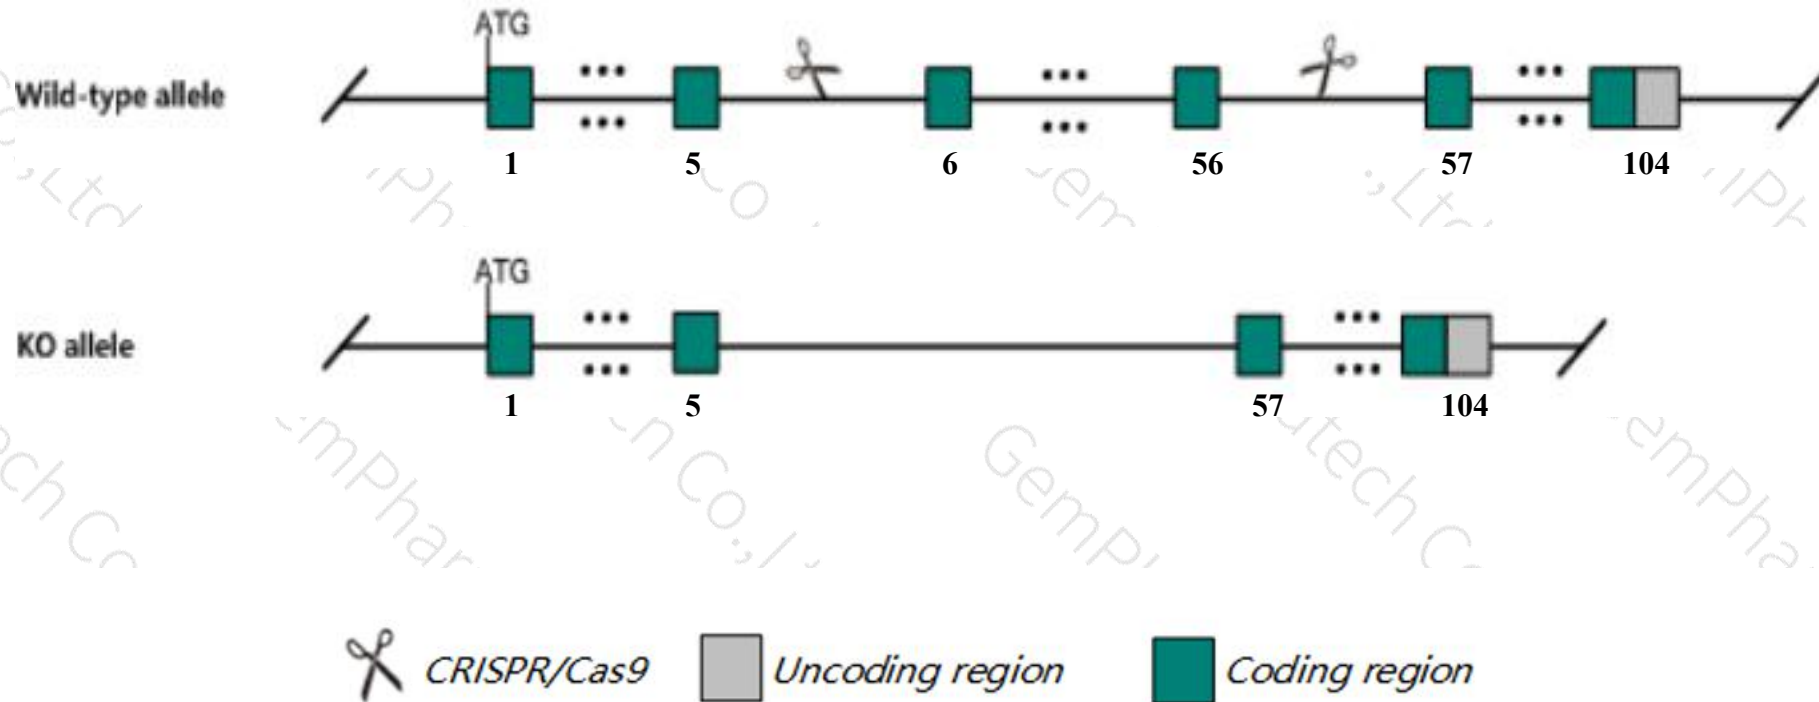 ATG
Wild-type allele
1 5 6 56 57 104
ATG
KO allele
1 5 57 104
CRISPR/Cas9 Uncoding region Coding region